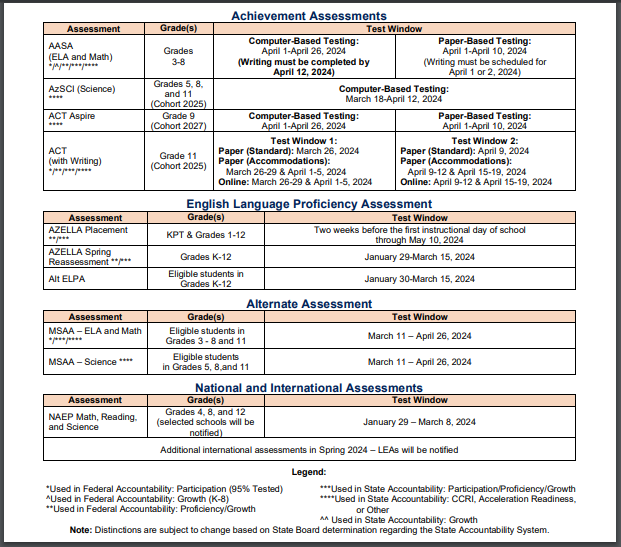 Achievement Assessments
Assessment Grade(s) Test Window
AASA
(ELA and Math)
*/^/**/***/****
Grades
3-8
Computer-Based Testing:
April 1-April 26, 2024
(Writing must be completed by
April 12, 2024)
Paper-Based Testing:
April 1-April 10, 2024
(Writing must be scheduled for
April 1 or 2, 2024)
AzSCI (Science)
****
Grades 5, 8,
and 11
(Cohort 2025)
Computer-Based Testing:
March 18-April 12, 2024
ACT Aspire
****
Grade 9
(Cohort 2027)
Computer-Based Testing:
April 1-April 26, 2024
Paper-Based Testing:
April 1-April 10, 2024
ACT
(with Writing)
*/**/***/****
Grade 11
(Cohort 2025)
Test Window 1:
Paper (Standard): March 26, 2024
Paper (Accommodations):
March 26-29 & April 1-5, 2024
Online: March 26-29 & April 1-5, 2024
Test Window 2:
Paper (Standard): April 9, 2024
Paper (Accommodations):
April 9-12 & April 15-19, 2024
Online: April 9-12 & April 15-19, 2024
English Language Proficiency Assessment
Assessment Grade(s) Test Window
AZELLA Placement
**/***
KPT & Grades 1-12
Two weeks before the first instructional day of school
through May 10, 2024
AZELLA Spring
Reassessment **/***
Grades K-12
January 29-March 15, 2024
Alt ELPA
Eligible students in
Grades K-12
January 30-March 15, 2024
Alternate Assessment
Assessment Grade(s) Test Window
MSAA – ELA and Math
*/***/****
Eligible students in
Grades 3 - 8 and 11
March 11 – April 26, 2024
MSAA – Science ****
Eligible students
in Grades 5, 8,and 11
March 11 – April 26, 2024
National and International Assessments
Assessment Grade(s) Test Window
NAEP Math, Reading,
and Science
Grades 4, 8, and 12
(selected schools will be
notified)
January 29 – March 8, 2024
Additional international assessments in Spring 2024 – LEAs will be notified
Legend:
*Used in Federal Accountability: Participation (95% Tested)
^Used in Federal Accountability: Growth (K-8)
**Used in Federal Accountability: Proficiency/Growth
***Used in State Accountability: Participation/Proficiency/Growth
****Used in State Accountability: CCRI, Acceleration Readiness,
or Other
^^ Used in State Accountability: Growth
Note: Distinctions are subject to change based on State Board determination regarding the State Accountability System.